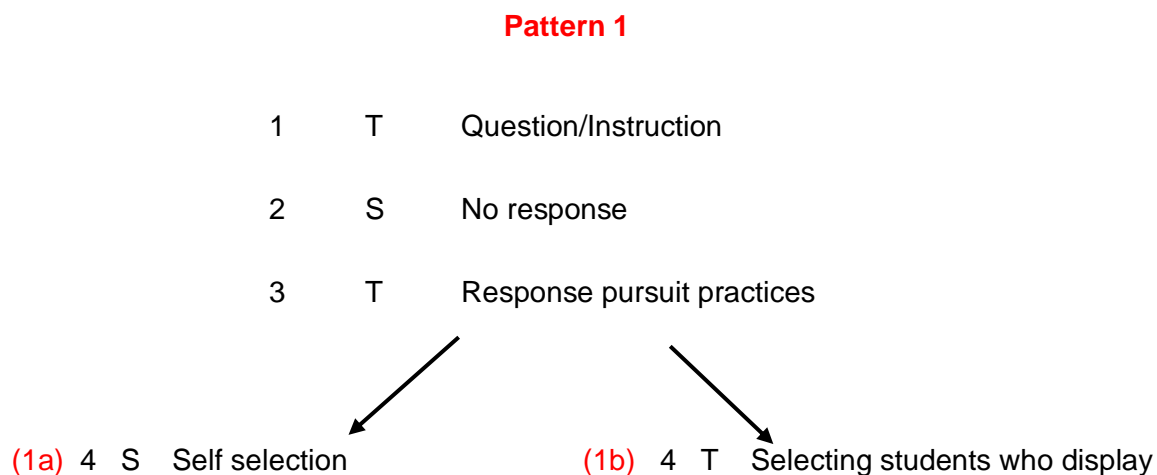 Pattern 1
1 T Question/Instruction
2 S No response
3 T Response pursuit practices
(1a) 4 S Self selection (1b) 4 T Selecting students who display